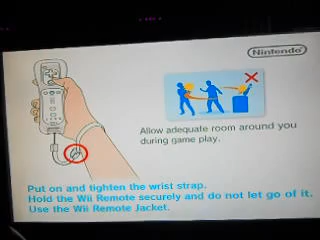 Nintendo
Allow adequate room around you
during game play.
Put on and tighten the wrist strap.
Hold the Wii Remote securely and do not let go of it.
Use the Wii Remote Jacket.